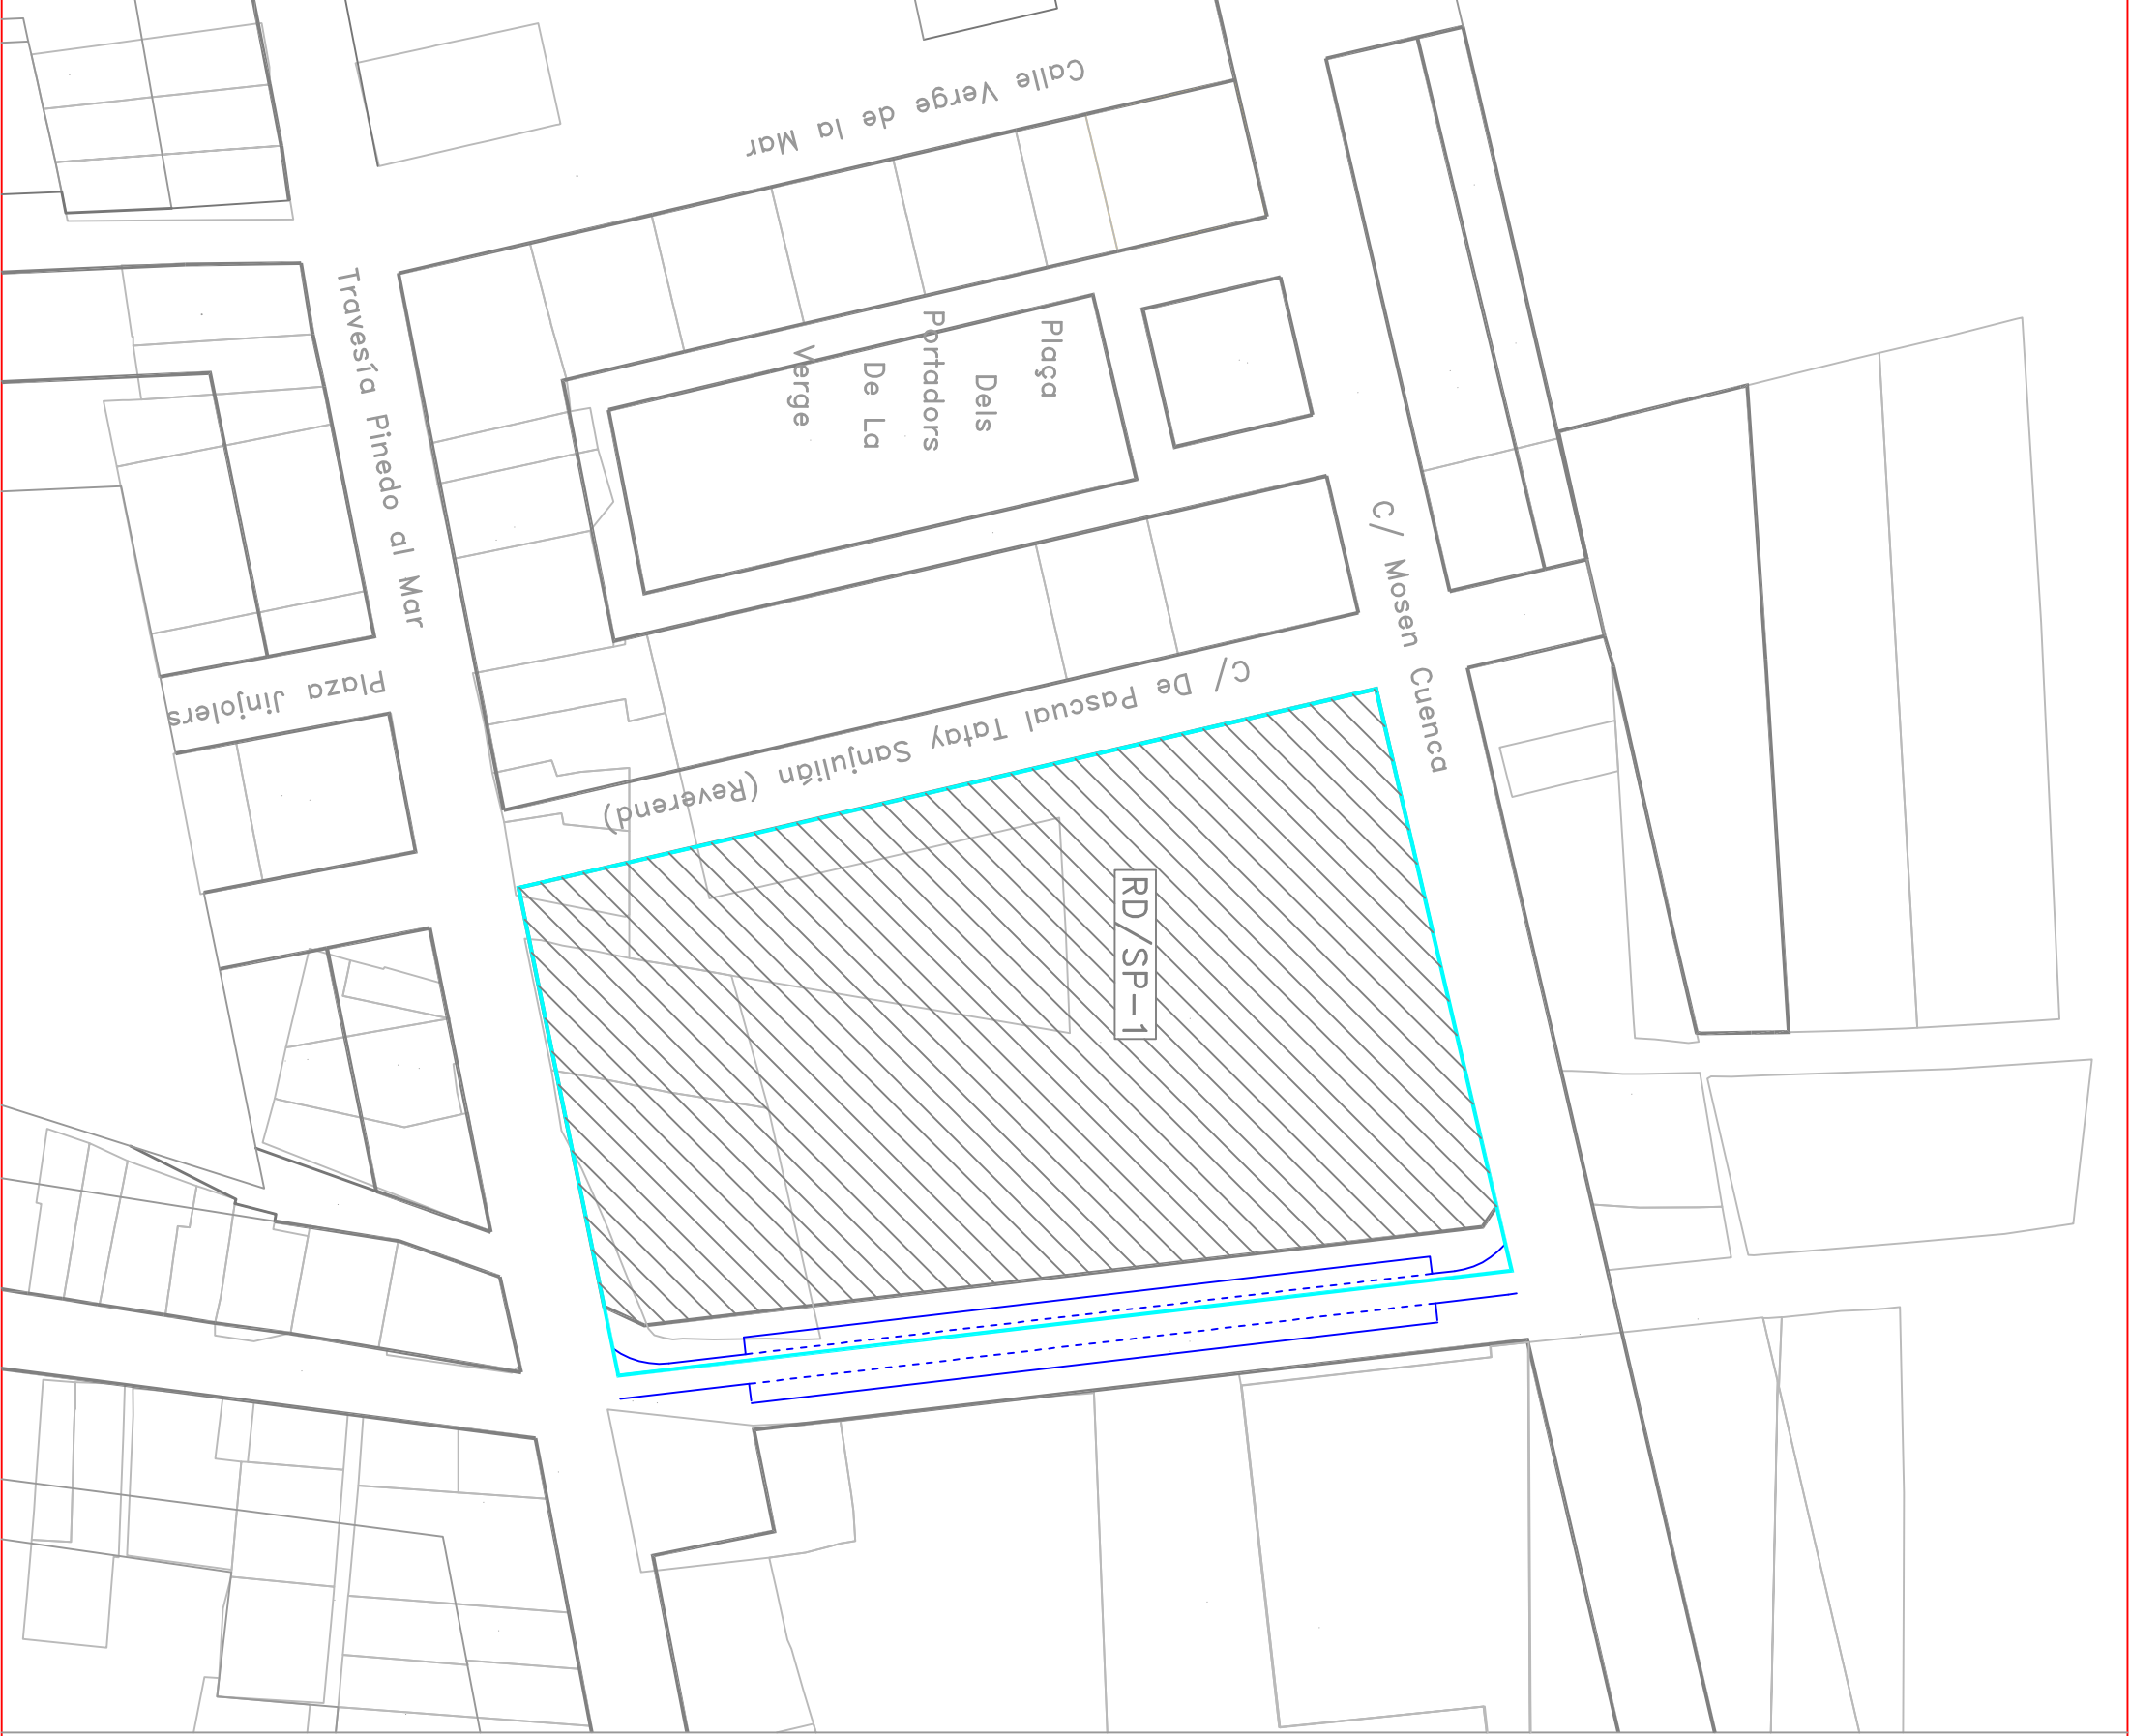 Calle Verge de la Mar
Travesía Pinedo al Mar
Plaça
Dels
Portadors
De La
Verge
C/ Mosen Cuenca
Plaza Jinjolers
C/ De Pascual Tatay Sanjulián (Reverend)
RD/SP-1